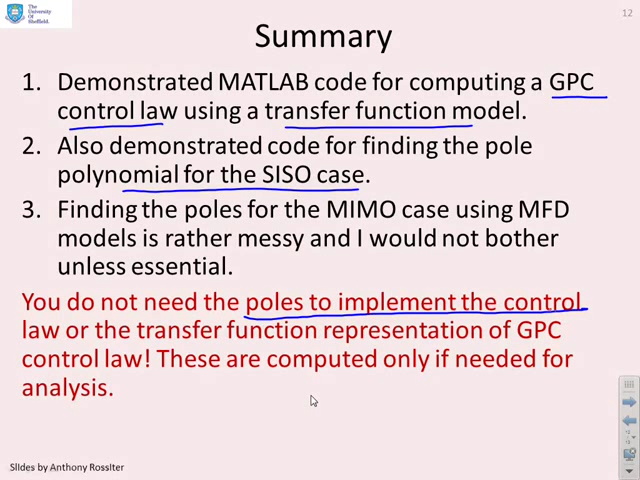 The
University
Of
Sheffield.
12
Summary
1. Demonstrated MATLAB code for computing a GPC
control law using a transfer function model.
2. Also demonstrated code for finding the pole
polynomial for the SISO case.
3. Finding the poles for the MIMO case using MFD
models is rather messy and I would not bother
unless essential.
You do not need the poles to implement the control
law or the transfer function representation of GPC
control law! These are computed only if needed for
analysis.
Slides by Anthony Rossiter